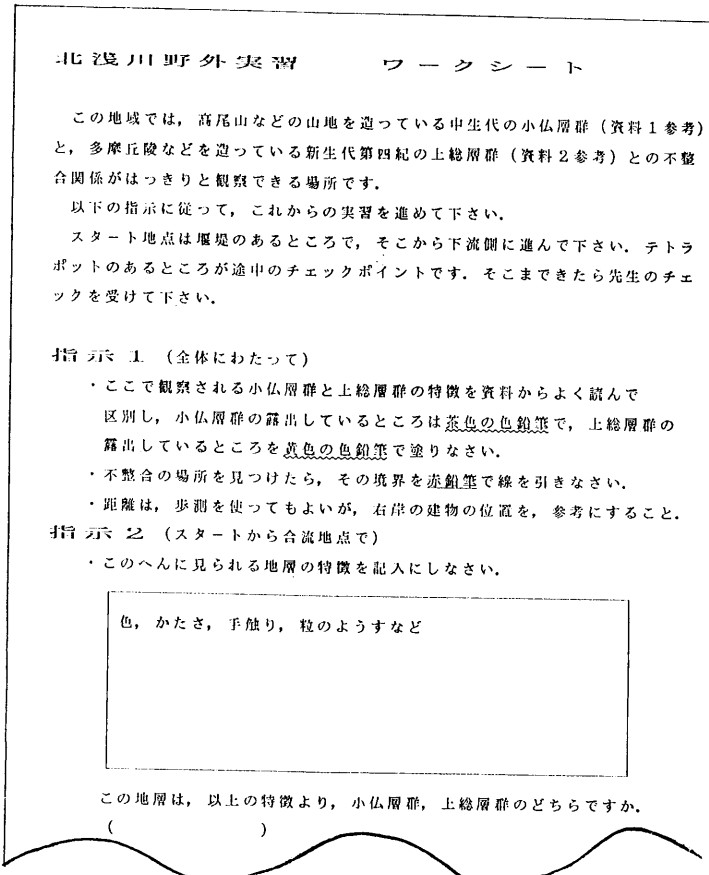 北浅川野外実習　　ワークシート
この地域では，高尾山などの山地を造っている中生代の小仏層群（資料１参考）
と，多摩丘陵などを造っている新生代第四紀の上総層群（資料２参考）との不整
合関係がはっきりと観察できる場所です．
以下の指示に従って，これからの実習を進めて下さい．
スタート地点は堰堤のあるところで，そこから下流側に進んで下さい．テトラ
ポットのあるところが途中のチェックポイントです．そこまできたら先生のチェ
ックを受けて下さい．
指示１（全体にわたって）
・ここで観察される小仏層群と上総層群の特徴を資料からよく読んで
区別し，小仏層群の露出しているところは茶色の色鉛筆で，上総層群の
露出しているところを黄色の色鉛筆で塗りなさい．
・不整合の場所を見つけたら，その境界を赤鉛筆で線を引きなさい．
・距離は，歩測を使ってもよいが，右岸の建物の位置を，参考にすること．
指示２（スタートから合流地点で）
・このへんに見られる地層の特徴を記入にしなさい．
色，かたさ，手触り，粒のようすなど
この地層は，以上の特徴より，小仏層群，上総層群のどちらですか．
（　　　　　　　　）